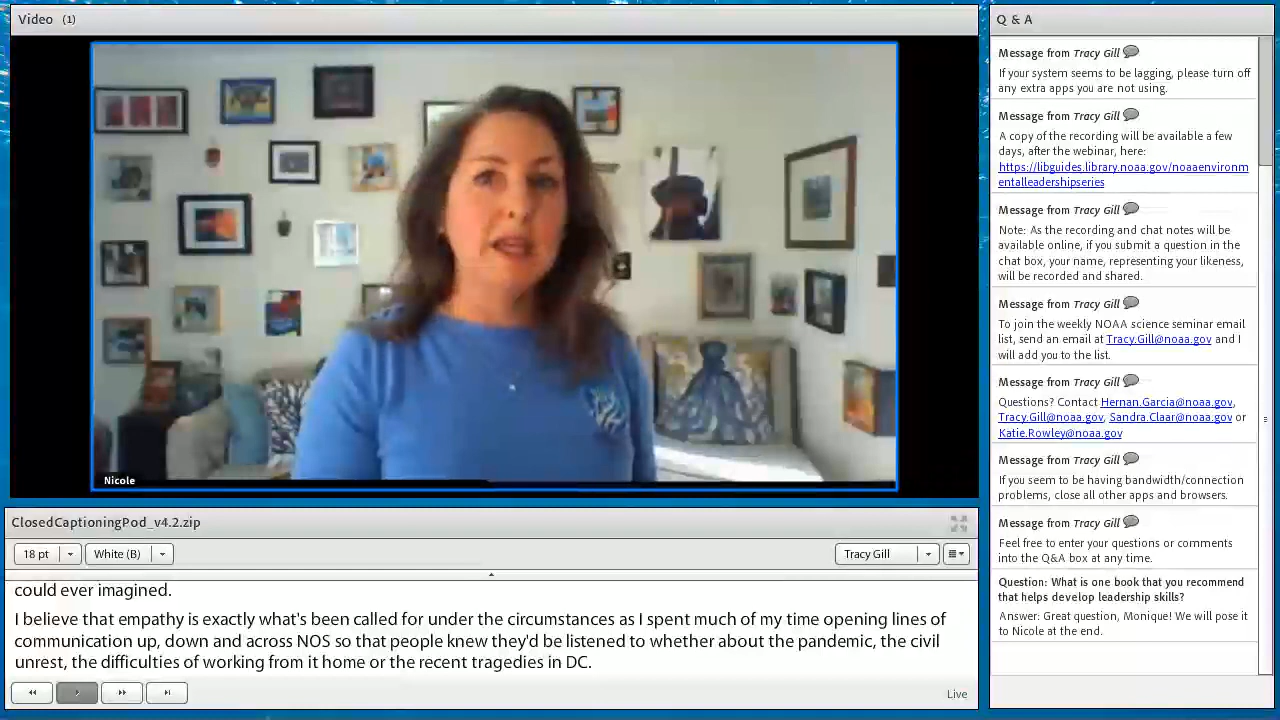 Video (1)
Nicole
ClosedCaptioningPod_v4.2.zip
18 pt
White (B)
Tracy Gill
could ever imagined.
I believe that empathy is exactly what's been called for under the circumstances as I spent much of my time opening lines of
communication up, down and across NOS so that people knew they'd be listened to whether about the pandemic, the civil
unrest, the difficulties of working from it home or the recent tragedies in DC.
Live
Q & A
Message from Tracy Gill
If your system seems to be lagging, please turn off
any extra apps you are not using.
Message from Tracy Gill
A copy of the recording will be available a few
days, after the webinar, here:
https://libguides.library.noaa.gov/noaaenvironm
entalleadershipseries
Message from Tracy Gill
Note: As the recording and chat notes will be
available online, if you submit a question in the
chat box, your name, representing your likeness,
will be recorded and shared.
Message from Tracy Gill
To join the weekly NOAA science seminar email
list, send an email at Tracy.Gill@noaa.gov and I
will add you to the list.
Message from Tracy Gill
Questions? Contact Hernan.Garcia@noaa.gov,
Tracy.Gill@noaa.gov, Sandra.Claar@noaa.gov or
Katie.Rowley@noaa.gov
Message from Tracy Gill
If you seem to be having bandwidth/connection
problems, close all other apps and browsers.
Message from Tracy Gill
Feel free to enter your questions or comments
into the Q&A box at any time.
Question: What is one book that you recommend
that helps develop leadership skills?
Answer: Great question, Monique! We will pose it
to Nicole at the end.